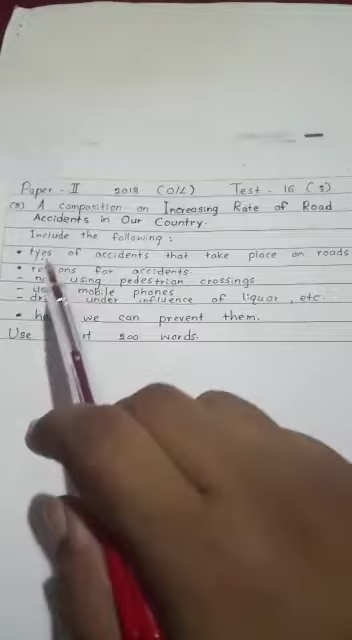 Paper - II 2018 (O/L) Test - 16 (3)
(3) A composition on Increasing Rate of Road
Accidents in Our Country.
Include the following :
• tyes of accidents that take place on roads
• for accidents.
- using pedestrian crossings
- mobile phones
- under influence of liquor, etc.
• we can prevent them.
Use 200 words.